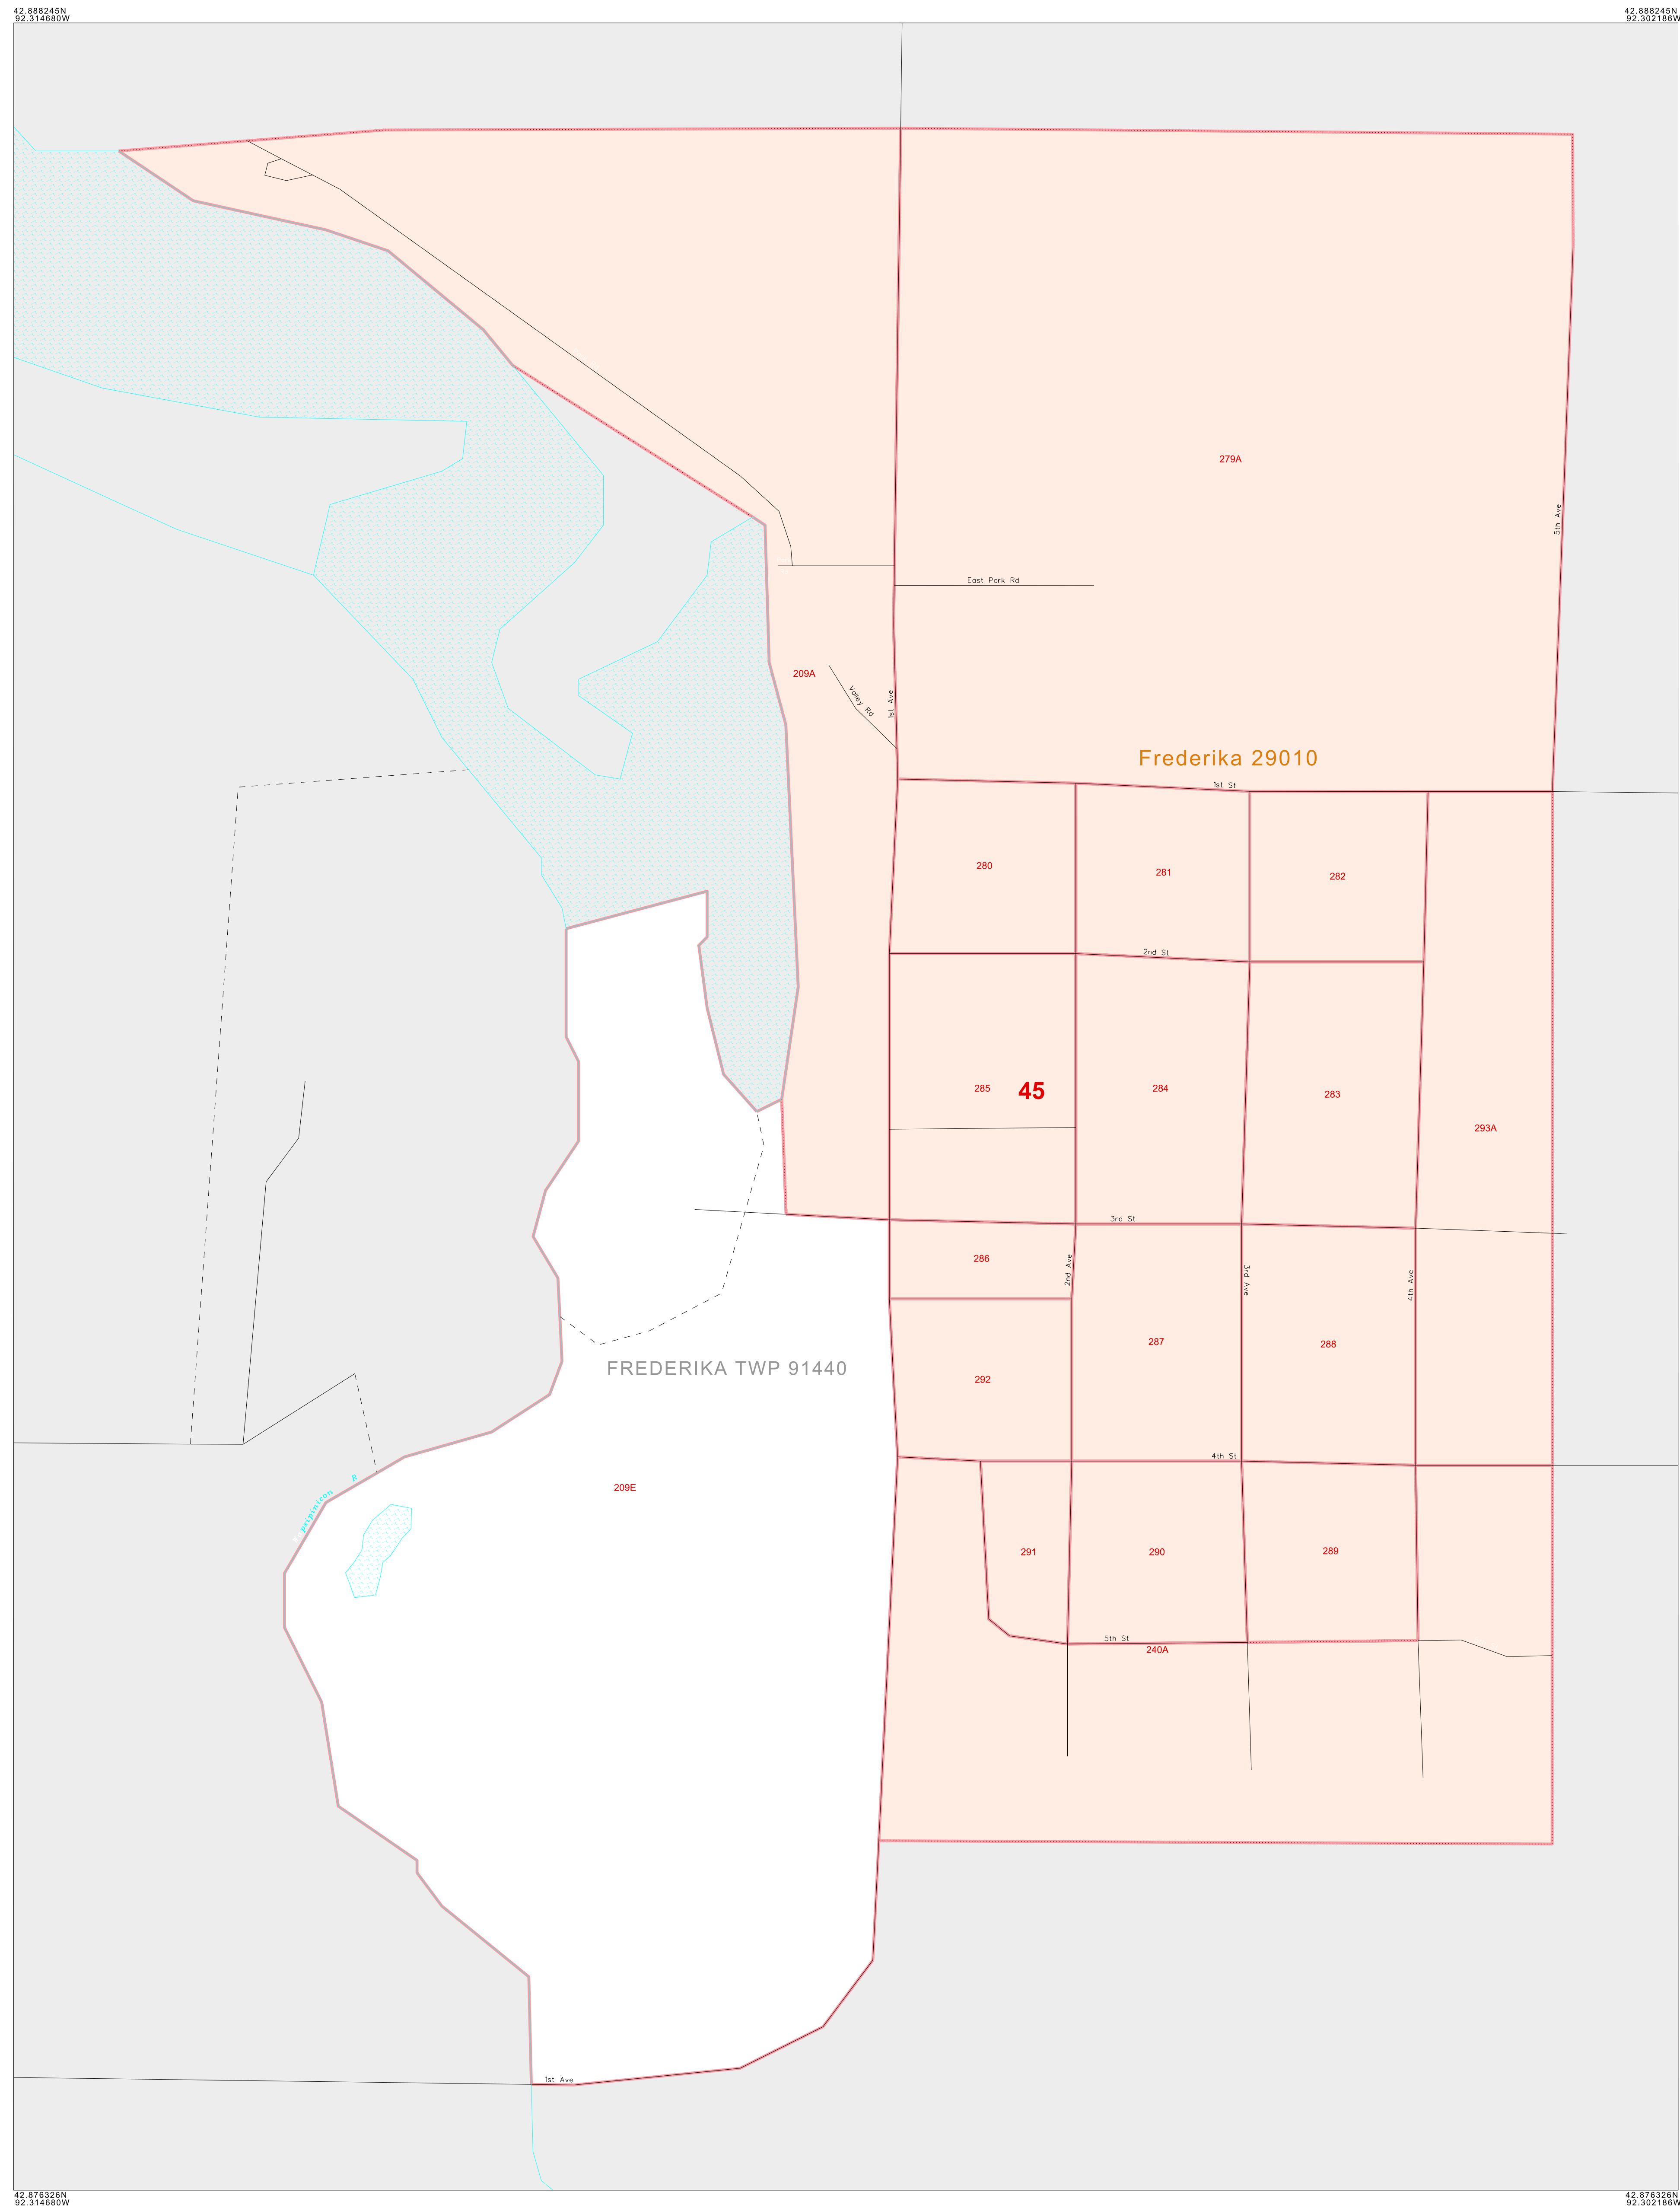 42.888245N
92.314680W
42.888245N
92.302186W
279A
5th Ave
East Park Rd
209A
Valley Rd
1st Ave
Frederika 29010
1st St
280
281
282
2nd St
285
45
284
283
293A
3rd St
286
2nd Ave
3rd Ave
4th Ave
287
288
FREDERIKA TWP 91440
292
4th St
209E
R
291
290
289
5th St
240A
1st Ave
42.876326N
92.314680W
42.876326N
92.302186W